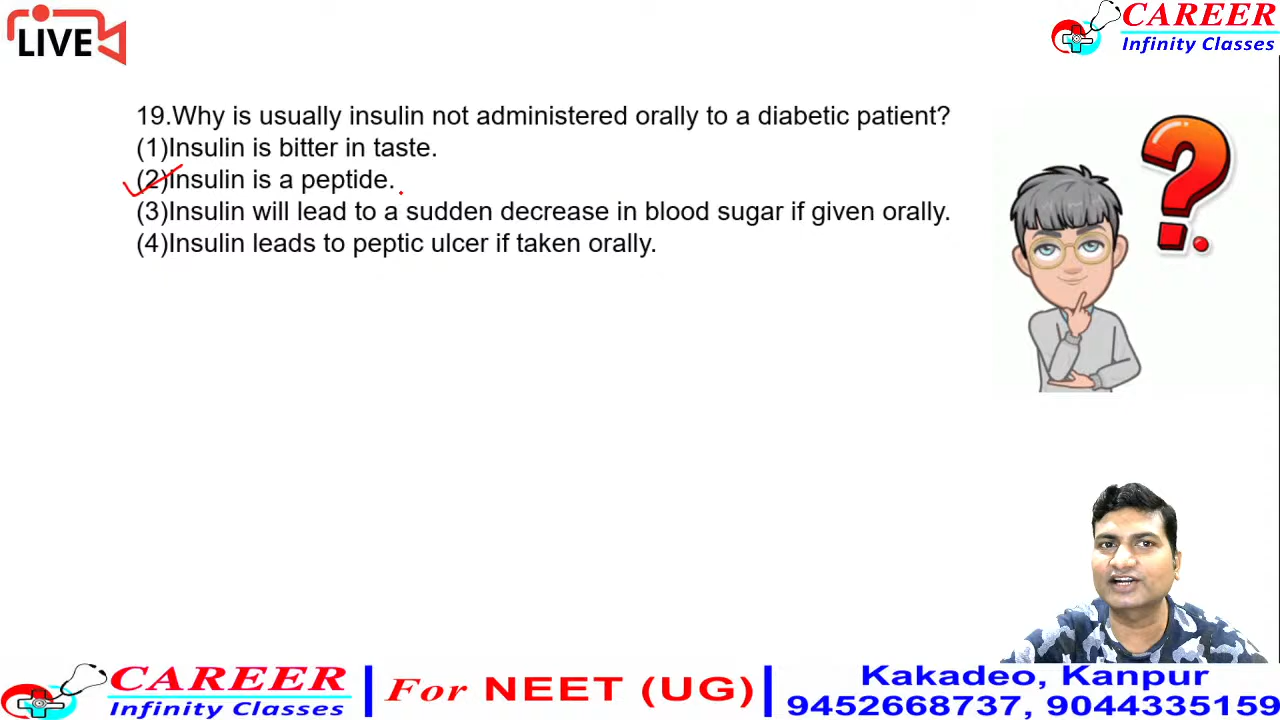 LIVE
CAREER
Infinity Classes
19.Why is usually insulin not administered orally to a diabetic patient?
(1)Insulin is bitter in taste.
(2)Insulin is a peptide.
(3)Insulin will lead to a sudden decrease in blood sugar if given orally.
(4)Insulin leads to peptic ulcer if taken orally.
CAREER
Infinity Classes
For NEET (UG)
Kakadeo, Kanpur
9452668737, 9044335159